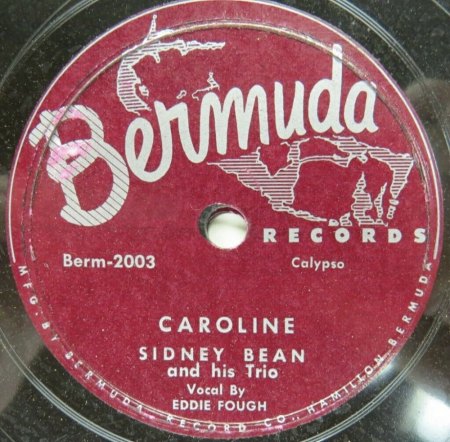 Bermuda
RECORDS
Berm-2003
Calypso
CAROLINE
SIDNEY BEAN
and his Trio
Vocal By
EDDIE FOUGH
MFG. BY BERMUDA RECORD CO., HAMILTON, BERMUDA